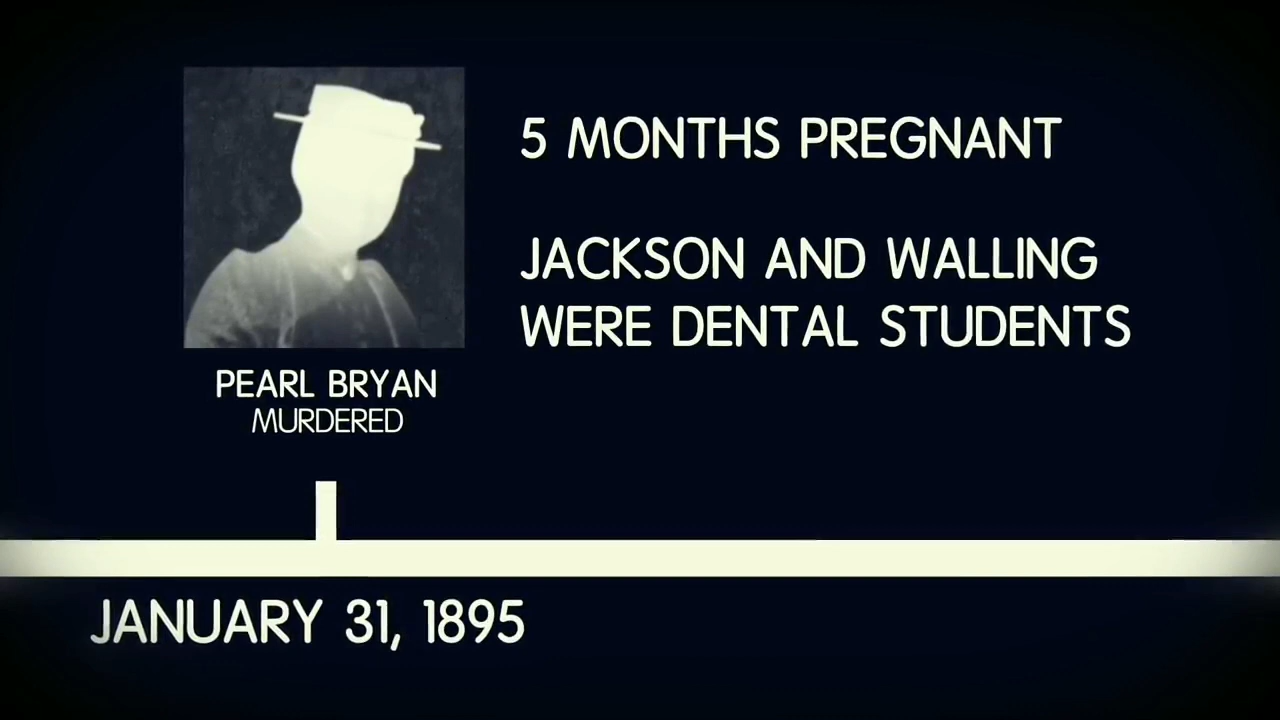 5 MONTHS PREGNANT
JACKSON AND WALLING
WERE DENTAL STUDENTS
PEARL BRYAN
MURDERED
JANUARY 31, 1895